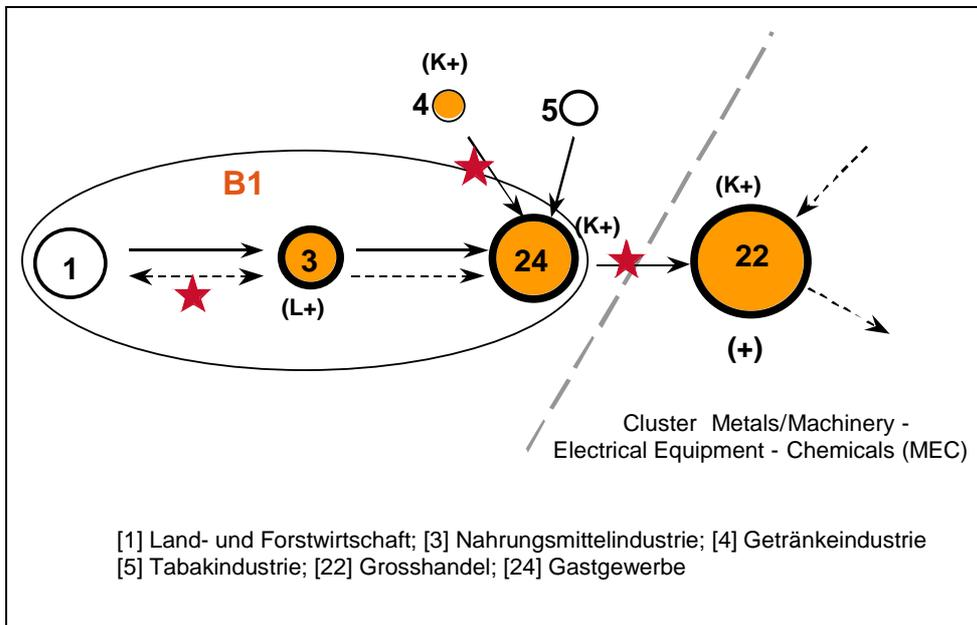 (K+)
4
5
B1
(K+)
(K+)
1
3
24
22
(L+)
(+)
Cluster Metals/Machinery -
Electrical Equipment - Chemicals (MEC)
[1] Land- und Forstwirtschaft; [3] Nahrungsmittelindustrie; [4] Getränkeindustrie
[5] Tabakindustrie; [22] Grosshandel; [24] Gastgewerbe